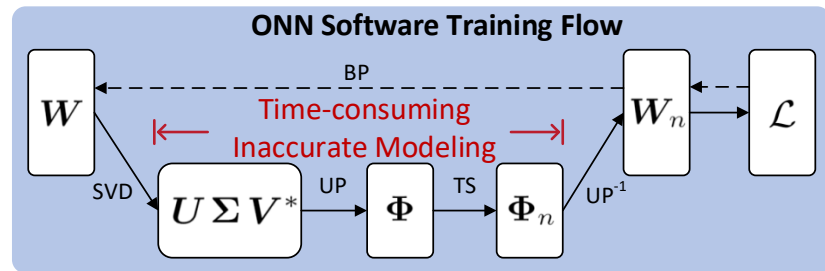 ONN Software Training Flow
BP
W
Time-consuming
Inaccurate Modeling
W_n
ℒ
SVD
U Σ V*
UP
Φ
TS
Φ_n
UP⁻¹